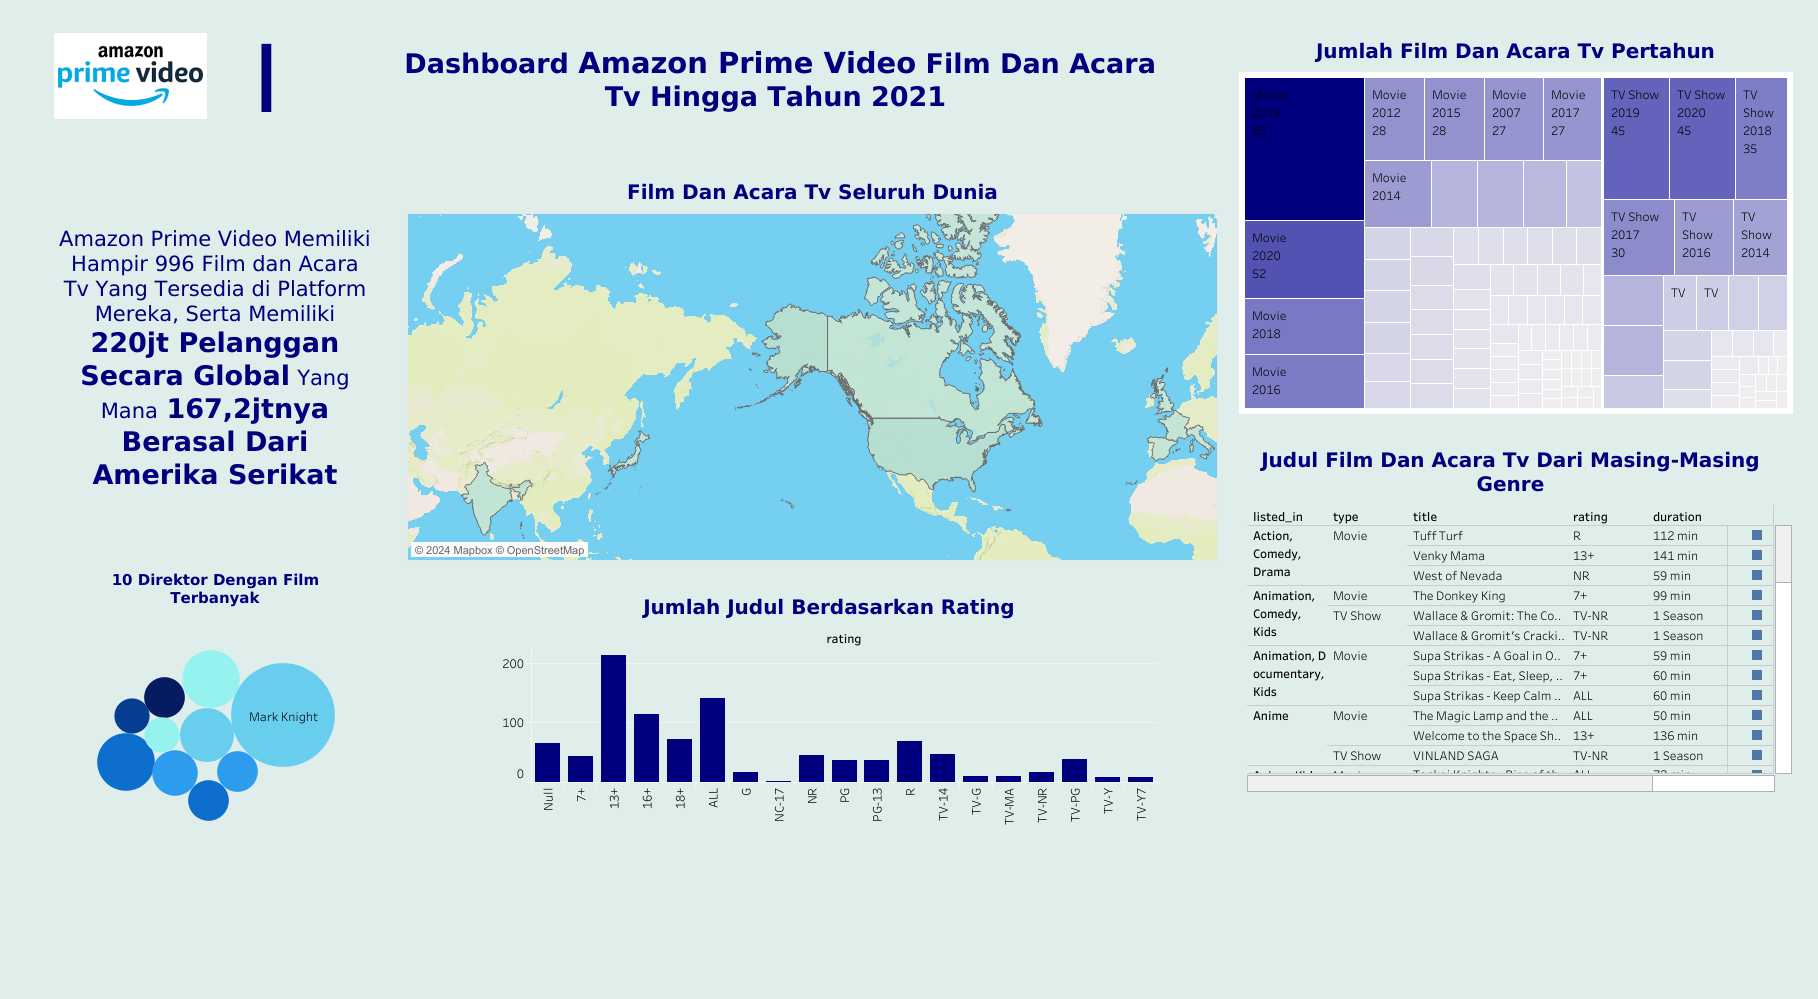 amazon
prime video
Dashboard Amazon Prime Video Film Dan Acara
Tv Hingga Tahun 2021
Amazon Prime Video Memiliki
Hampir 996 Film dan Acara
Tv Yang Tersedia di Platform
Mereka, Serta Memiliki
220jt Pelanggan
Secara Global Yang
Mana 167,2jtnya
Berasal Dari
Amerika Serikat
10 Direktor Dengan Film
Terbanyak
Mark Knight
Film Dan Acara Tv Seluruh Dunia
© 2024 Mapbox © OpenStreetMap
Jumlah Judul Berdasarkan Rating
rating
200
100
0
Null
7+
13+
16+
18+
ALL
G
NC-17
NR
PG
PG-13
R
TV-14
TV-G
TV-MA
TV-NR
TV-PG
TV-Y
TV-Y7
Jumlah Film Dan Acara Tv Pertahun
Movie
2019
Movie
2020
52
Movie
2018
Movie
2016
Movie
2012
28
Movie
2015
28
Movie
2007
27
Movie
2017
27
Movie
2014
TV Show
2019
45
TV Show
2020
45
TV
Show
2018
35
TV Show
2017
30
TV
Show
2016
TV
Show
2014
TV
TV
Judul Film Dan Acara Tv Dari Masing-Masing
Genre
listed_in type title rating duration
Action, Movie Tuff Turf R 112 min
Comedy, Venky Mama 13+ 141 min
Drama West of Nevada NR 59 min
Animation, Movie The Donkey King 7+ 99 min
Comedy, TV Show Wallace & Gromit: The Co.. TV-NR 1 Season
Kids Wallace & Gromit's Cracki.. TV-NR 1 Season
Animation, D Movie Supa Strikas - A Goal in O.. 7+ 59 min
ocumentary, Supa Strikas - Eat, Sleep, .. 7+ 60 min
Kids Supa Strikas - Keep Calm .. ALL 60 min
Anime Movie The Magic Lamp and the .. ALL 50 min
Welcome to the Space Sh.. 13+ 136 min
TV Show VINLAND SAGA TV-NR 1 Season